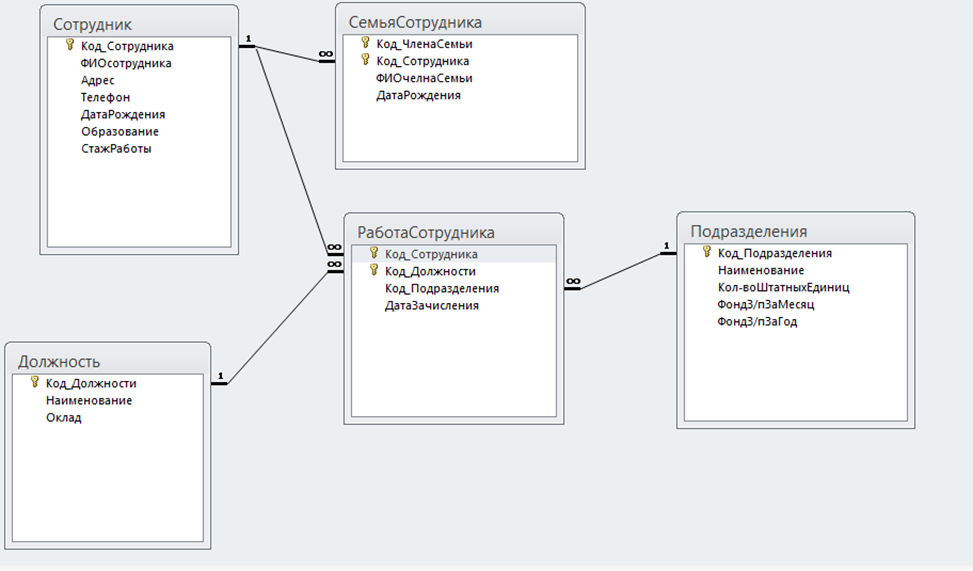 Сотрудник
Код_Сотрудника
ФИОсотрудника
Адрес
Телефон
ДатаРождения
Образование
СтажРаботы
1
∞
СемьяСотрудника
Код_ЧленаСемьи
Код_Сотрудника
ФИОчелнаСемьи
ДатаРождения
∞
∞
РаботаСотрудника
Код_Сотрудника
Код_Должности
Код_Подразделения
ДатаЗачисления
∞
1
Подразделения
Код_Подразделения
Наименование
Кол-воШтатныхЕдиниц
ФондЗ/пЗаМесяц
ФондЗ/пЗаГод
Должность
Код_Должности
Наименование
Оклад
1